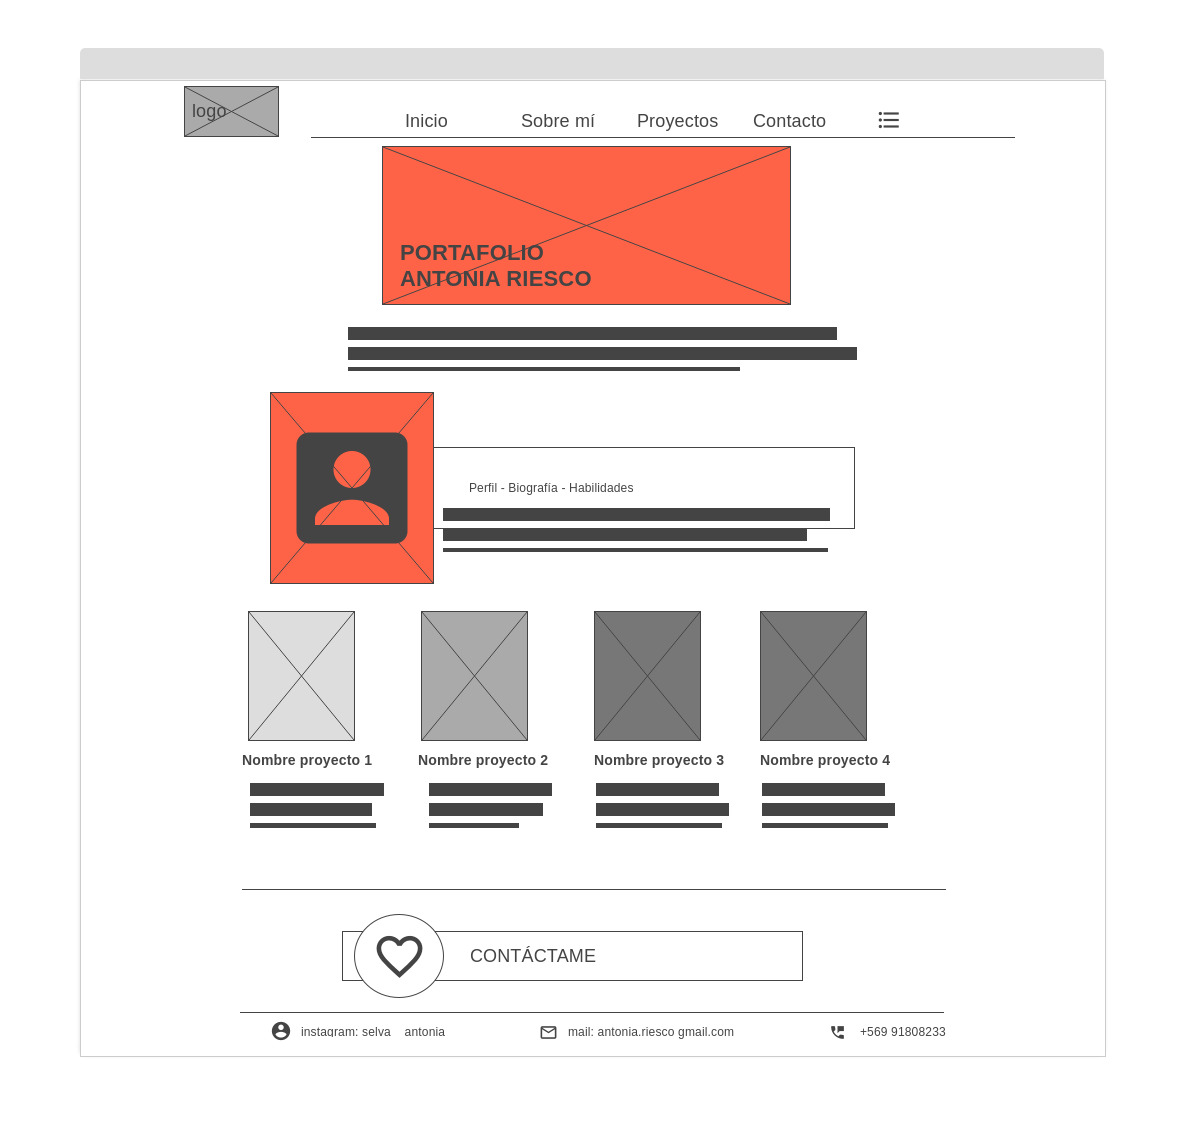 logo
Inicio
Sobre mí
Proyectos
Contacto
PORTAFOLIO
ANTONIA RIESCO
Perfil - Biografía - Habilidades
Nombre proyecto 1
Nombre proyecto 2
Nombre proyecto 3
Nombre proyecto 4
CONTÁCTAME
instagram: selva antonia
mail: antonia.riesco gmail.com
+569 91808233